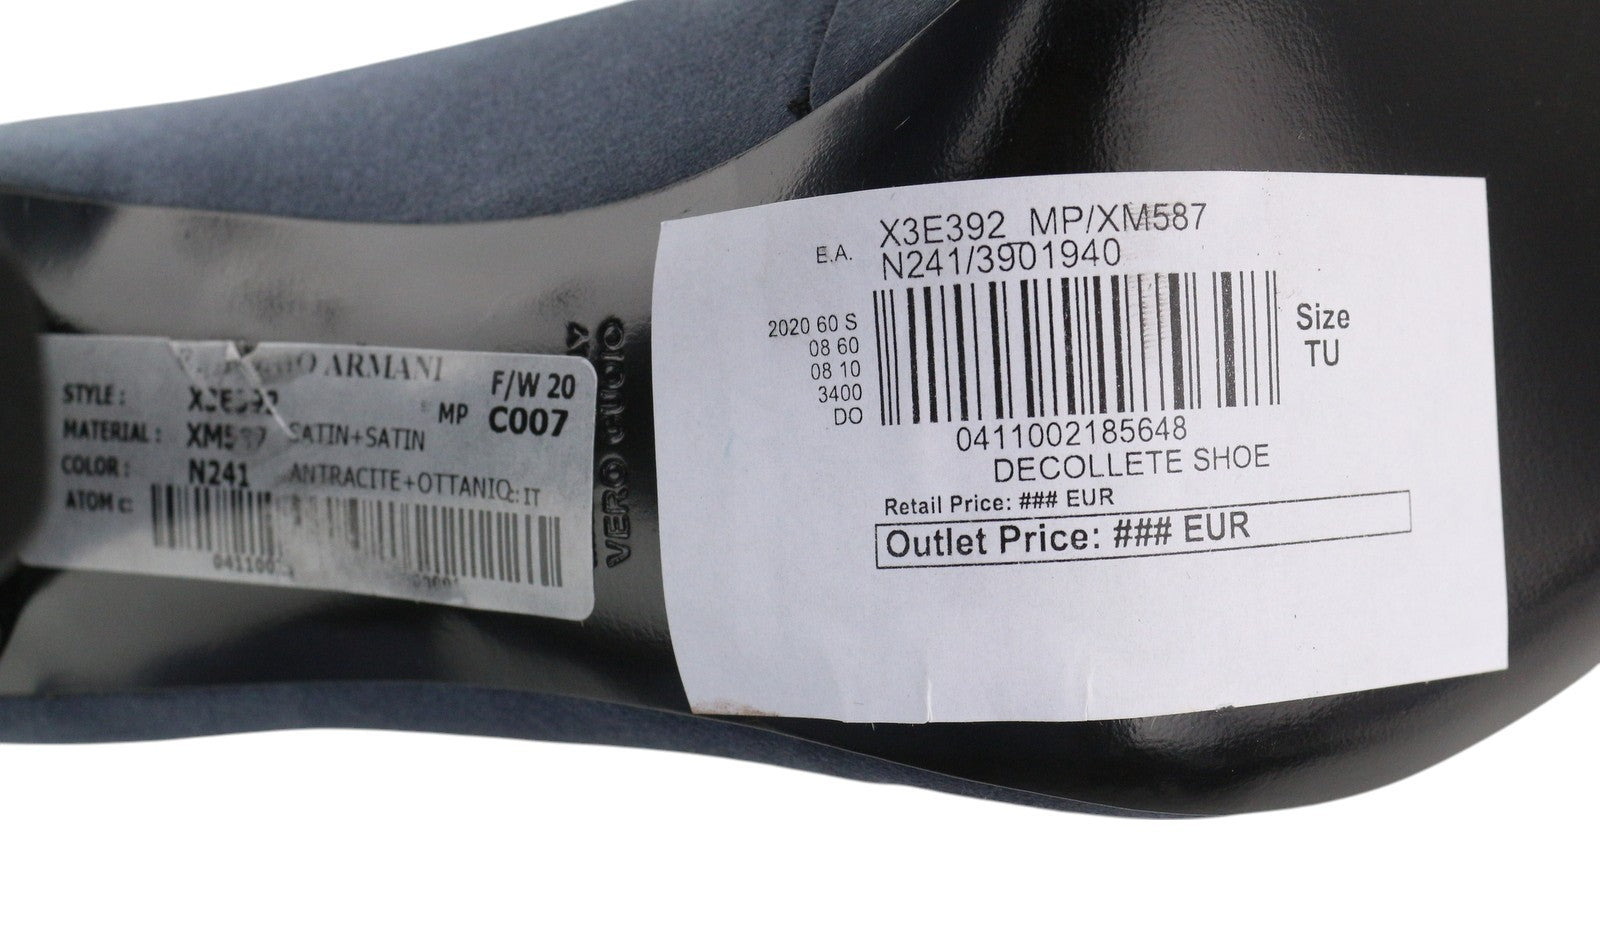 ARMANI
F/W 20
STYLE: X3E392
MP C007
MATERIAL: XM587 SATIN+SATIN
COLOR: N241 ANTRACITE+OTTANIO:IT
ATOM c:
VERO CUOIO
X3E392_MP/XM587
E.A.
N241/3901940
2020 60 S
08 60
08 10
3400
DO
Size
TU
0411002185648
DECOLLETE SHOE
Retail Price: ### EUR
Outlet Price: ### EUR